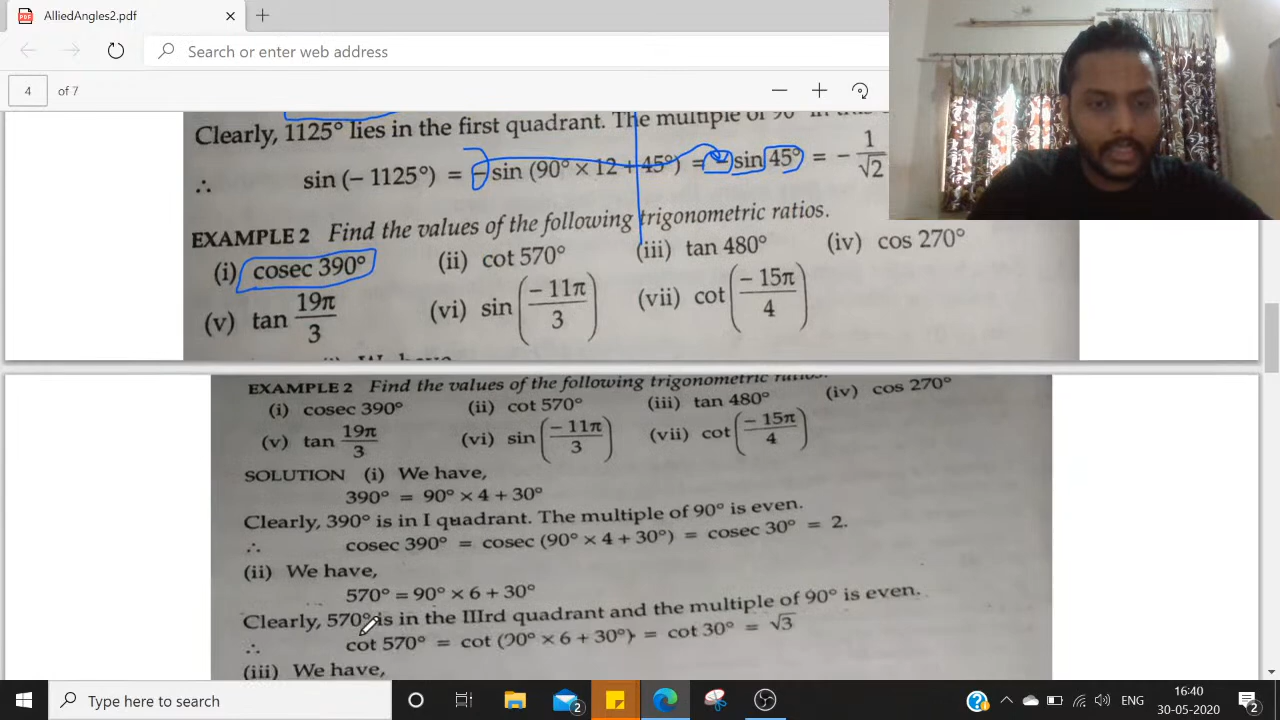 AlliedAngles2.pdf
Search or enter web address
4 of 7
Clearly, 1125° lies in the first quadrant. The multiple of 90° in this
∴ sin (− 1125°) = − sin (90° × 12 + 45°) = − sin 45° = − 1/√2
EXAMPLE 2 Find the values of the following trigonometric ratios.
(i) cosec 390° (ii) cot 570° (iii) tan 480° (iv) cos 270°
(v) tan 19π/3 (vi) sin (− 11π/3) (vii) cot (− 15π/4)
EXAMPLE 2 Find the values of the following trigonometric ratios.
(i) cosec 390° (ii) cot 570° (iii) tan 480° (iv) cos 270°
(v) tan 19π/3 (vi) sin (− 11π/3) (vii) cot (− 15π/4)
SOLUTION (i) We have,
390° = 90° × 4 + 30°
Clearly, 390° is in I quadrant. The multiple of 90° is even.
∴ cosec 390° = cosec (90° × 4 + 30°) = cosec 30° = 2.
(ii) We have,
570° = 90° × 6 + 30°
Clearly, 570° is in the IIIrd quadrant and the multiple of 90° is even.
∴ cot 570° = cot (90° × 6 + 30°) = cot 30° = √3
(iii) We have,
Type here to search
2
ENG
16:40
30-05-2020
2